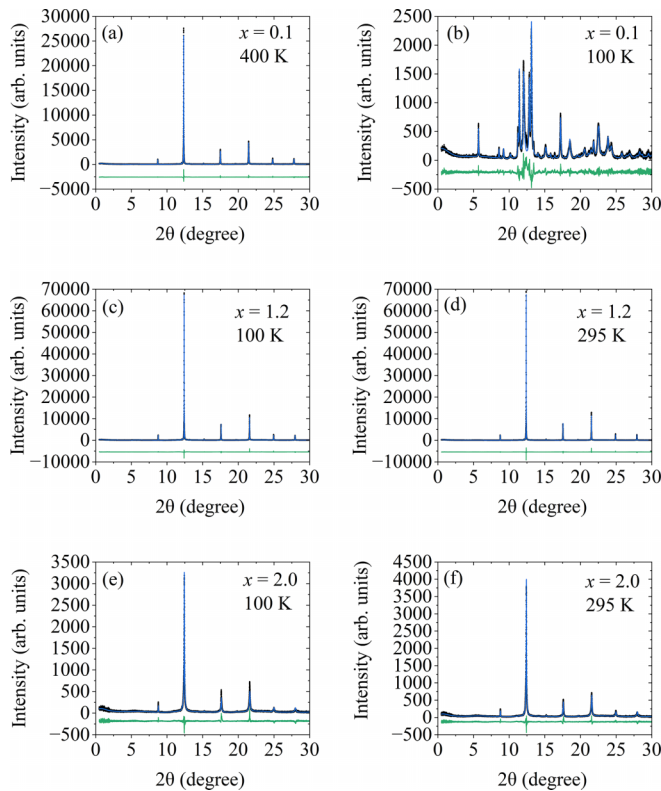 (a)
x = 0.1
400 K
Intensity (arb. units)
30000
25000
20000
15000
10000
5000
0
−5000
0 5 10 15 20 25 30
2θ (degree)
(b)
x = 0.1
100 K
Intensity (arb. units)
2500
2000
1500
1000
500
0
−500
0 5 10 15 20 25 30
2θ (degree)
(c)
x = 1.2
100 K
Intensity (arb. units)
70000
60000
50000
40000
30000
20000
10000
0
−10000
0 5 10 15 20 25 30
2θ (degree)
(d)
x = 1.2
295 K
Intensity (arb. units)
70000
60000
50000
40000
30000
20000
10000
0
−10000
0 5 10 15 20 25 30
2θ (degree)
(e)
x = 2.0
100 K
Intensity (arb. units)
3500
3000
2500
2000
1500
1000
500
0
−500
0 5 10 15 20 25 30
2θ (degree)
(f)
x = 2.0
295 K
Intensity (arb. units)
4500
4000
3500
3000
2500
2000
1500
1000
500
0
−500
0 5 10 15 20 25 30
2θ (degree)